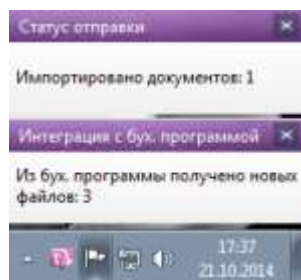 Статус отправки
Импортировано документов: 1
Интеграция с бух. программой
Из бух. программы получено новых
файлов: 3
17:37
21.10.2014